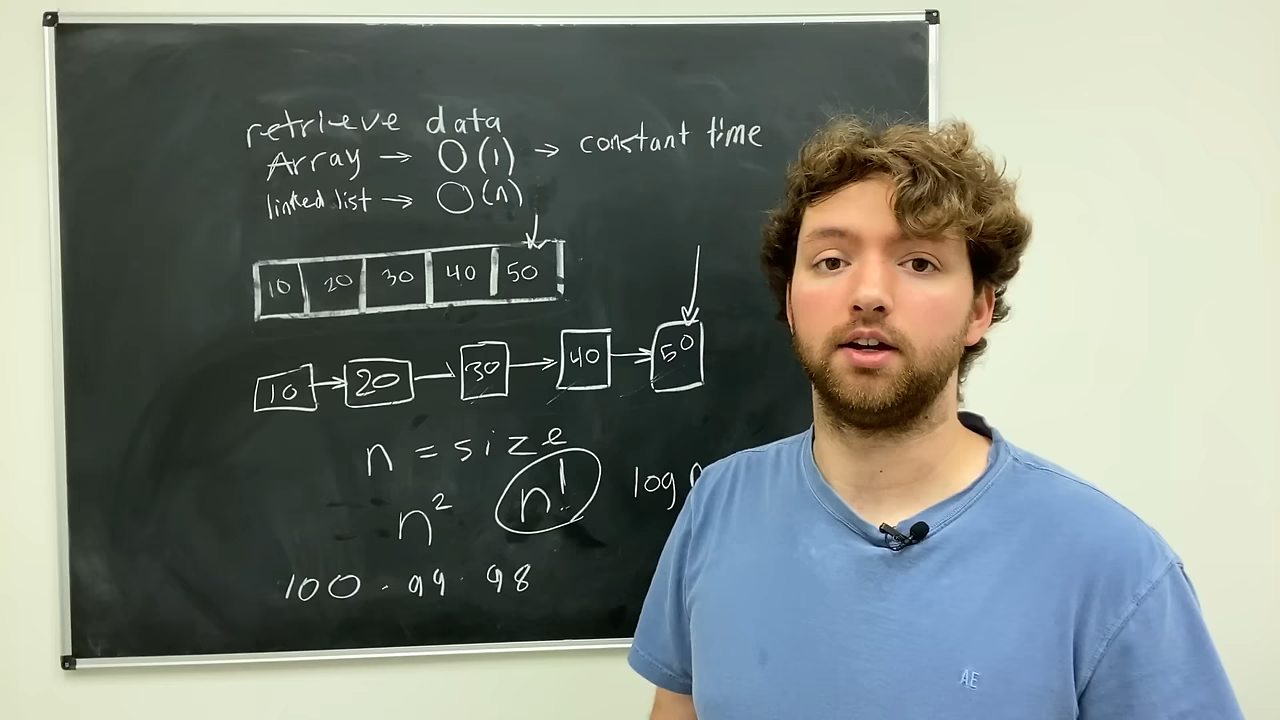 retrieve data
Array → O(1) → constant time
linked list → O(n)
10 20 30 40 50
10 → 20 → 30 → 40 → 50
n = size
n² n! log
100 · 99 · 98
AE